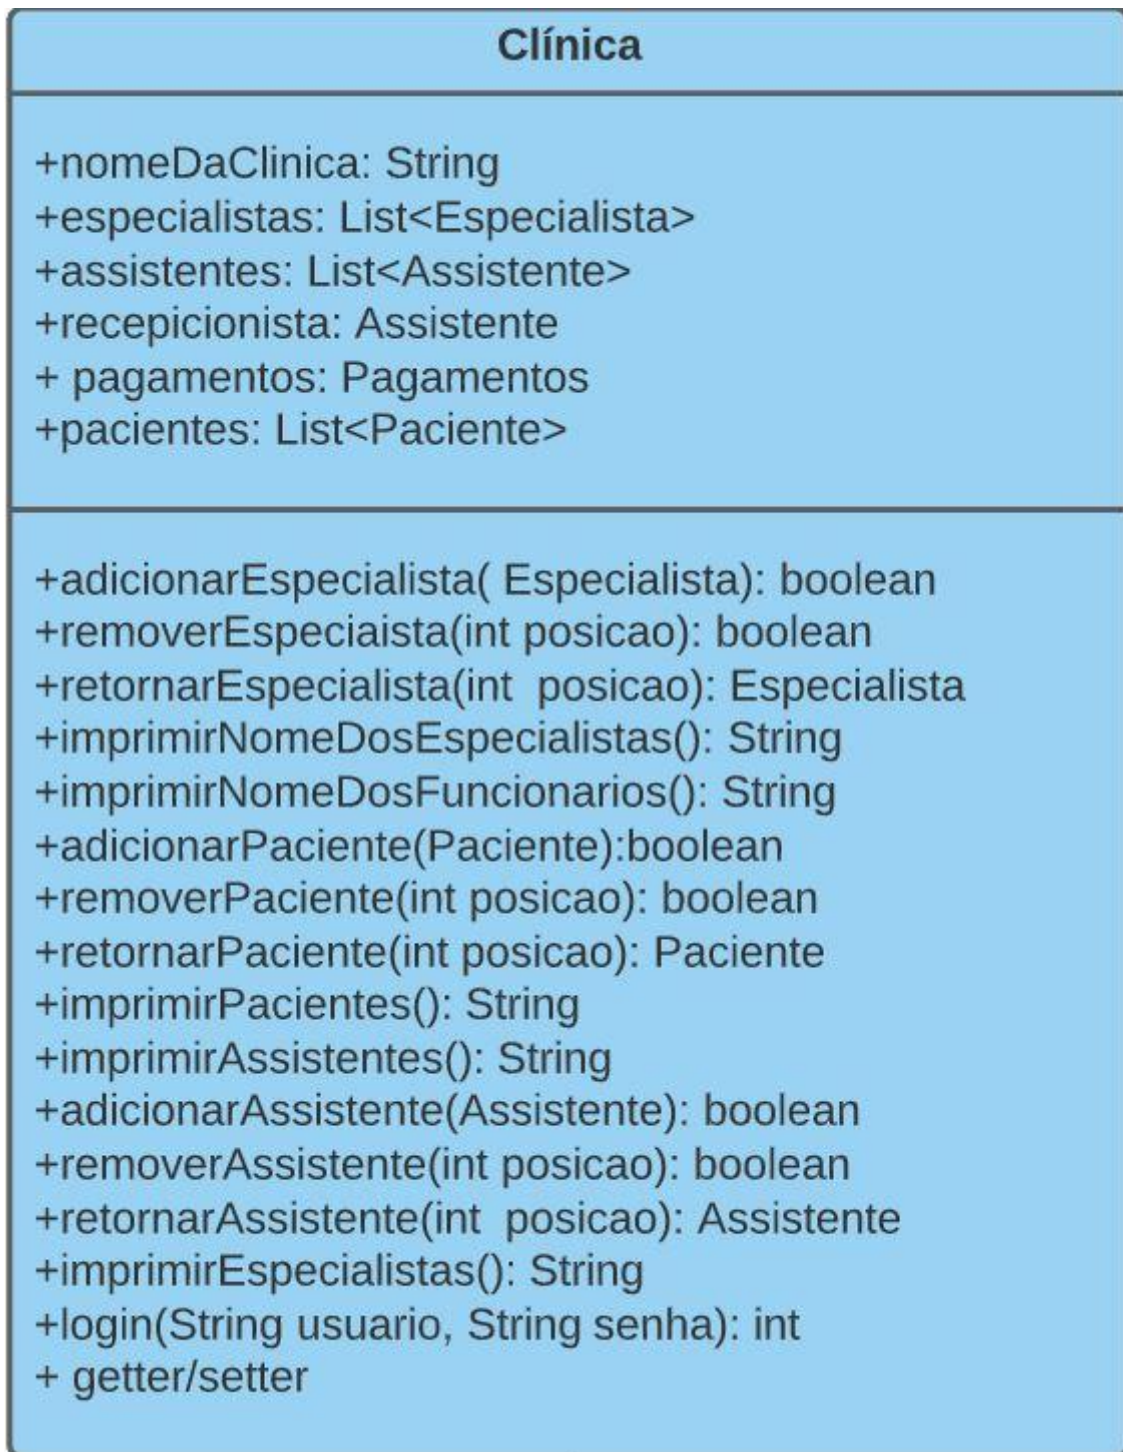 Clínica
+nomeDaClinica: String
+especialistas: List<Especialista>
+assistentes: List<Assistente>
+recepicionista: Assistente
+ pagamentos: Pagamentos
+pacientes: List<Paciente>
+adicionarEspecialista( Especialista): boolean
+removerEspeciaista(int posicao): boolean
+retornarEspecialista(int  posicao): Especialista
+imprimirNomeDosEspecialistas(): String
+imprimirNomeDosFuncionarios(): String
+adicionarPaciente(Paciente):boolean
+removerPaciente(int posicao): boolean
+retornarPaciente(int posicao): Paciente
+imprimirPacientes(): String
+imprimirAssistentes(): String
+adicionarAssistente(Assistente): boolean
+removerAssistente(int posicao): boolean
+retornarAssistente(int  posicao): Assistente
+imprimirEspecialistas(): String
+login(String usuario, String senha): int
+ getter/setter